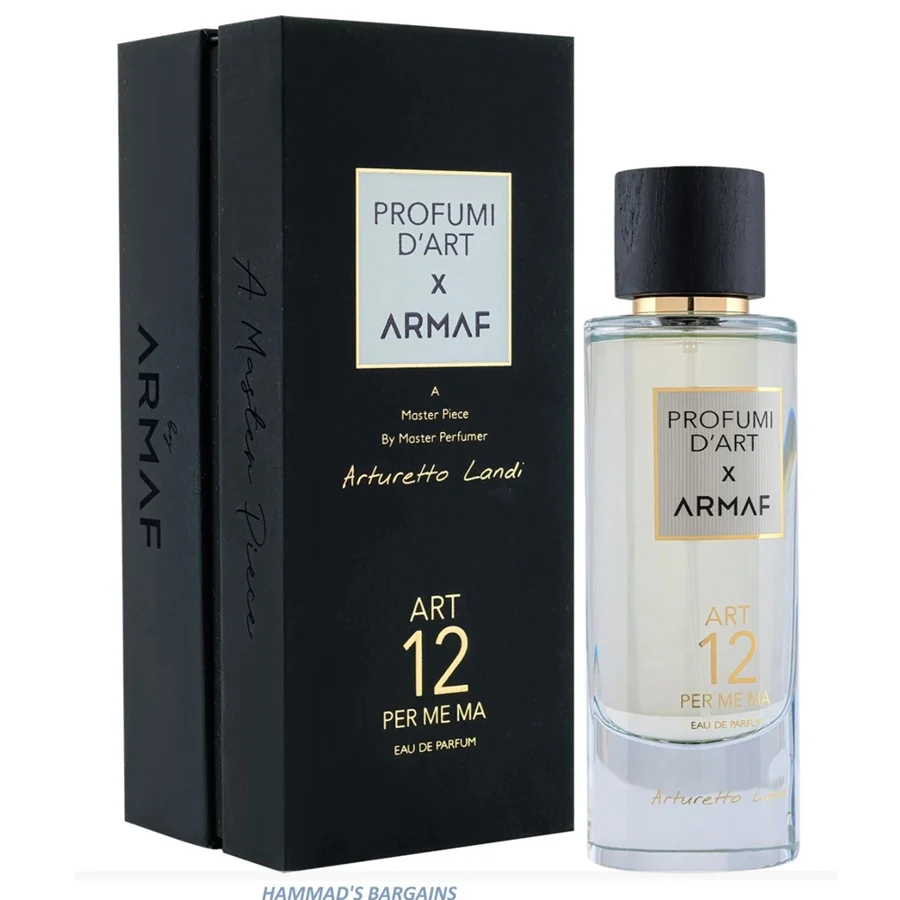 by
ARMAF
A Master Piece
PROFUMI
D'ART
X
ARMAF
A
Master Piece
By Master Perfumer
Arturetto Landi
ART
12
PER ME MA
EAU DE PARFUM
PROFUMI
D'ART
X
ARMAF
ART
12
PER ME MA
EAU DE PARFUM
Arturetto Landi
HAMMAD'S BARGAINS